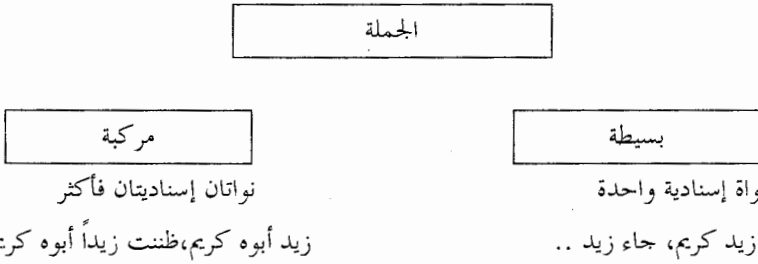 الجملة
بسيطة
مركبة
إسنادية واحدة
نواتان إسناديتان فأكثر
زيد كريم، جاء زيد ..
زيد أبوه كريم،ظننت زيداً أبوه